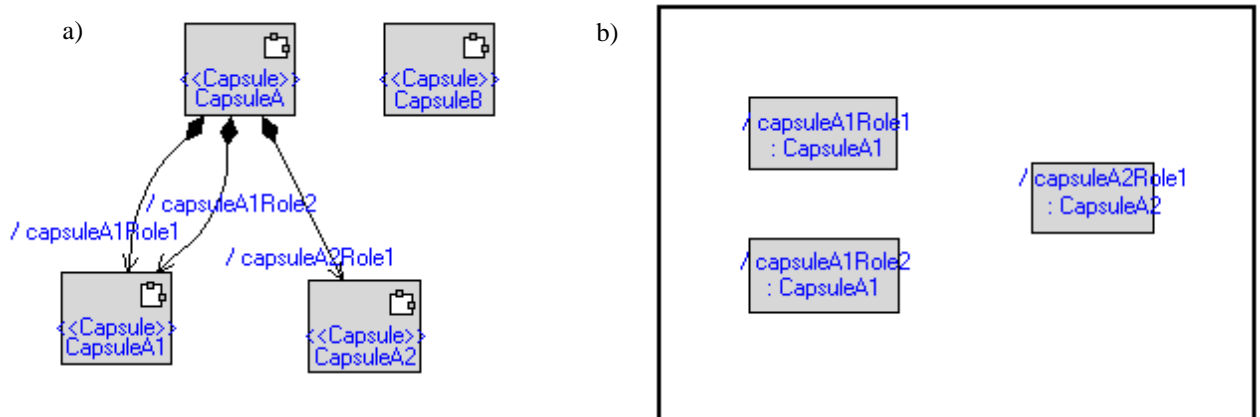 a)
<<Capsule>>
CapsuleA
<<Capsule>>
CapsuleB
/ capsuleA1Role2
/ capsuleA1Role1
/ capsuleA2Role1
<<Capsule>>
CapsuleA1
<<Capsule>>
CapsuleA2
b)
/ capsuleA1Role1
: CapsuleA1
/ capsuleA2Role1
: CapsuleA2
/ capsuleA1Role2
: CapsuleA1